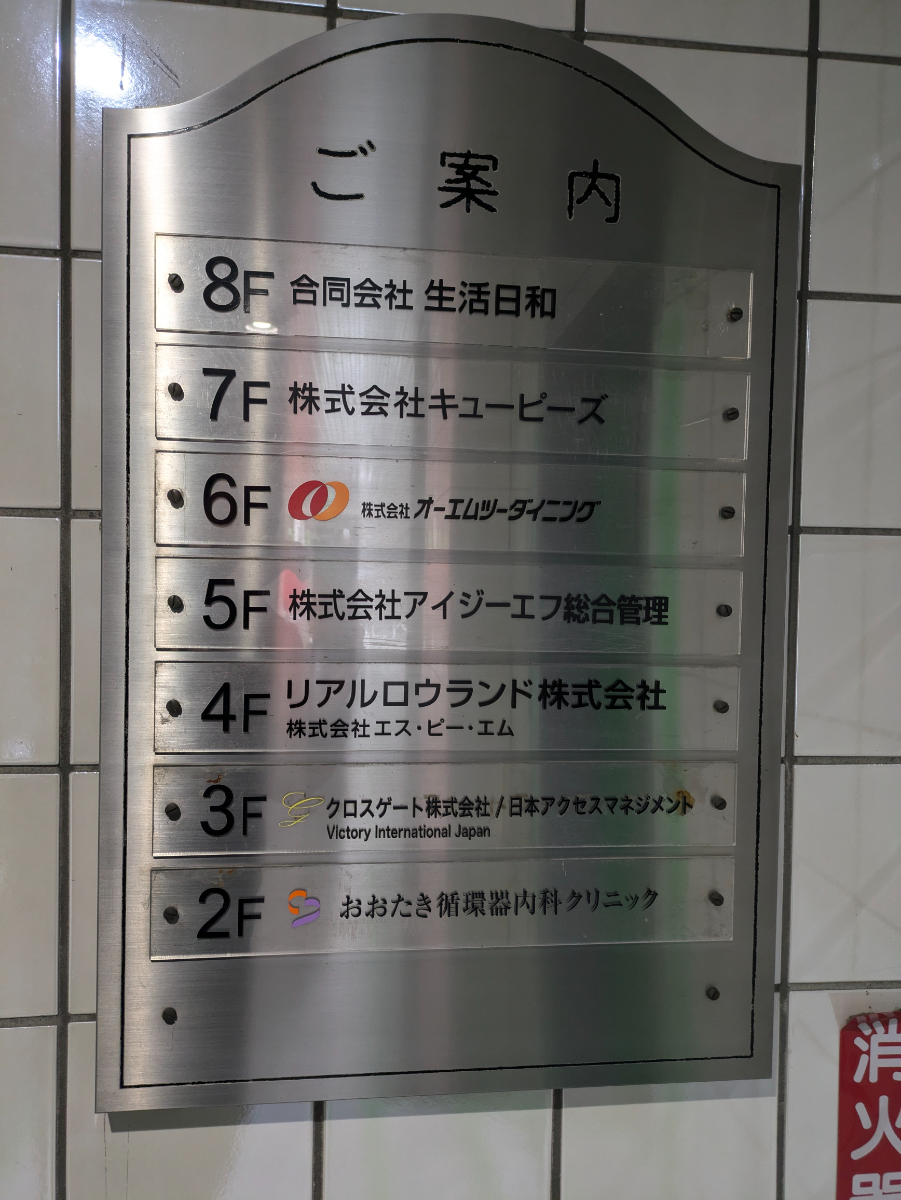 ご案内
8F 合同会社 生活日和
7F 株式会社キューピーズ
6F 株式会社 オーエムツーダイニング
5F 株式会社アイジーエフ総合管理
4F リアルロウランド株式会社
株式会社エス・ピー・エム
3F クロスゲート株式会社 / 日本アクセスマネジメント
Victory International Japan
2F おおたき循環器内科クリニック
消火器